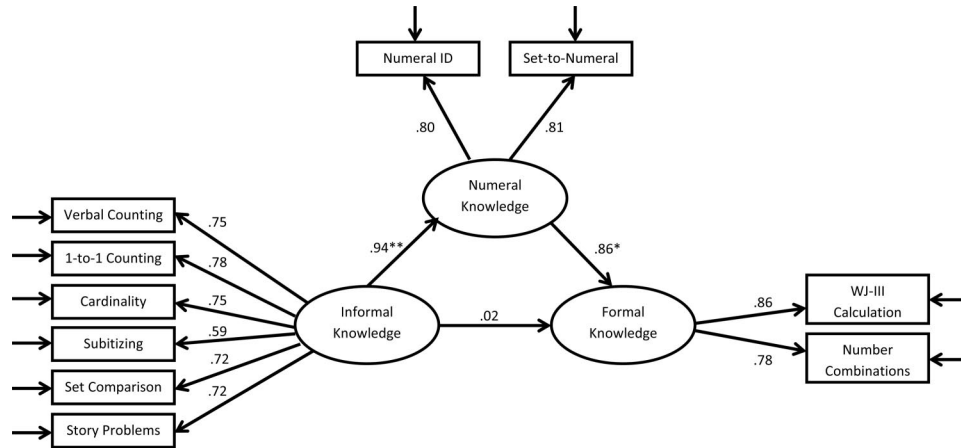 Numeral ID
Set-to-Numeral
.80
.81
Numeral
Knowledge
Verbal Counting
.75
1-to-1 Counting
.78
.94**
.86*
Cardinality
.75
Informal
Knowledge
.02
Formal
Knowledge
.86
WJ-III
Calculation
Subitizing
.59
Set Comparison
.72
.78
Number
Combinations
Story Problems
.72